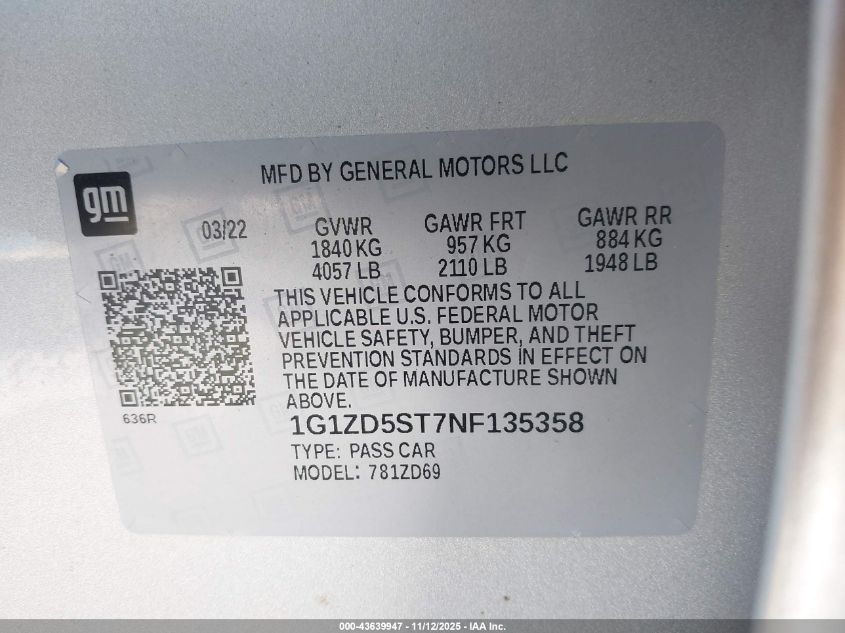 MFD BY GENERAL MOTORS LLC
gm
03/22
GVWR
1840 KG
4057 LB
GAWR FRT
957 KG
2110 LB
GAWR RR
884 KG
1948 LB
THIS VEHICLE CONFORMS TO ALL
APPLICABLE U.S. FEDERAL MOTOR
VEHICLE SAFETY, BUMPER, AND THEFT
PREVENTION STANDARDS IN EFFECT ON
THE DATE OF MANUFACTURE SHOWN
ABOVE.
636R
1G1ZD5ST7NF135358
TYPE: PASS CAR
MODEL: 781ZD69
000-43639947 - 11/12/2025 - IAA Inc.